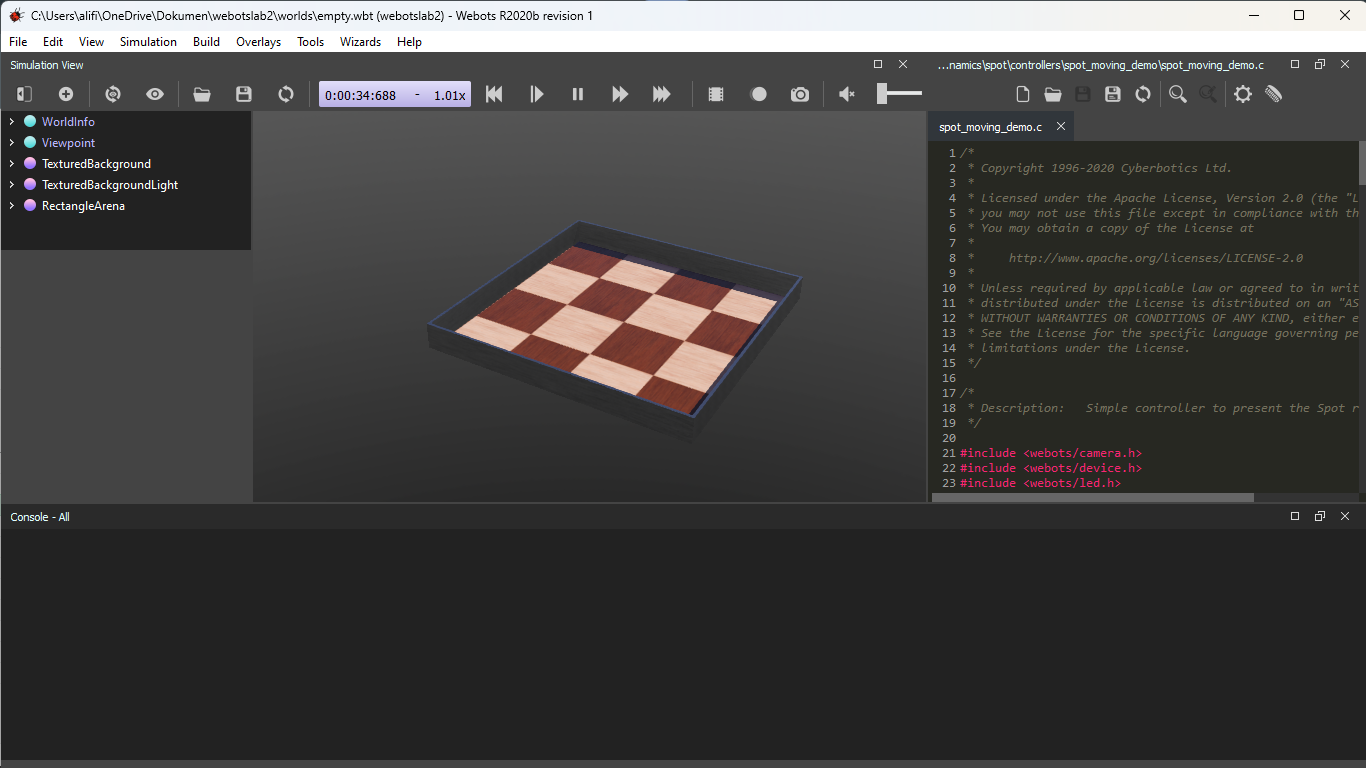 C:\Users\alifi\OneDrive\Dokumen\webotslab2\worlds\empty.wbt (webotslab2) - Webots R2020b revision 1
File Edit View Simulation Build Overlays Tools Wizards Help
Simulation View
0:00:34:688 - 1.01x
WorldInfo
Viewpoint
TexturedBackground
TexturedBackgroundLight
RectangleArena
...namics\spot\controllers\spot_moving_demo\spot_moving_demo.c
spot_moving_demo.c
1 /*
2 * Copyright 1996-2020 Cyberbotics Ltd.
3 *
4 * Licensed under the Apache License, Version 2.0 (the "L
5 * you may not use this file except in compliance with th
6 * You may obtain a copy of the License at
7 *
8 * http://www.apache.org/licenses/LICENSE-2.0
9 *
10 * Unless required by applicable law or agreed to in writ
11 * distributed under the License is distributed on an "AS
12 * WITHOUT WARRANTIES OR CONDITIONS OF ANY KIND, either e
13 * See the License for the specific language governing pe
14 * limitations under the License.
15 */
16
17 /*
18 * Description: Simple controller to present the Spot r
19 */
20
21 #include <webots/camera.h>
22 #include <webots/device.h>
23 #include <webots/led.h>
Console - All